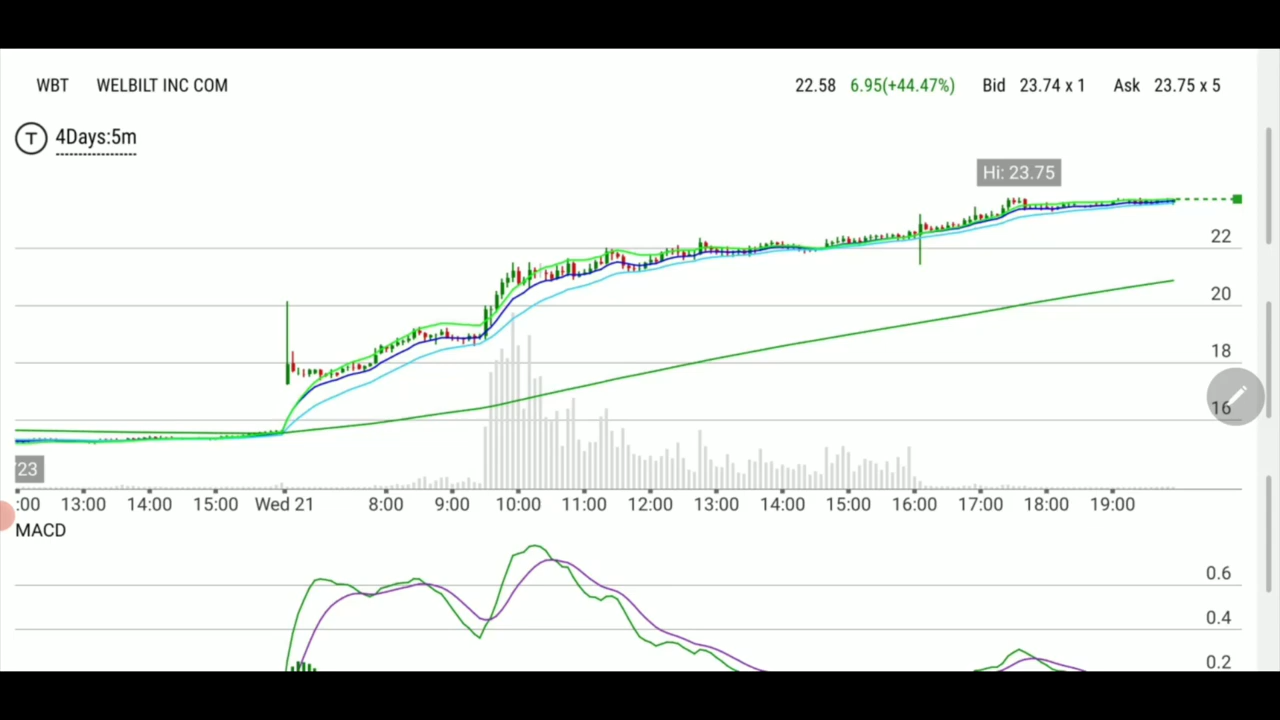 WBT WELBILT INC COM 22.58 6.95(+44.47%) Bid 23.74 x 1 Ask 23.75 x 5
T 4Days:5m
Hi: 23.75
22
20
18
16
'23
:00 13:00 14:00 15:00 Wed 21 8:00 9:00 10:00 11:00 12:00 13:00 14:00 15:00 16:00 17:00 18:00 19:00
MACD
0.6
0.4
0.2